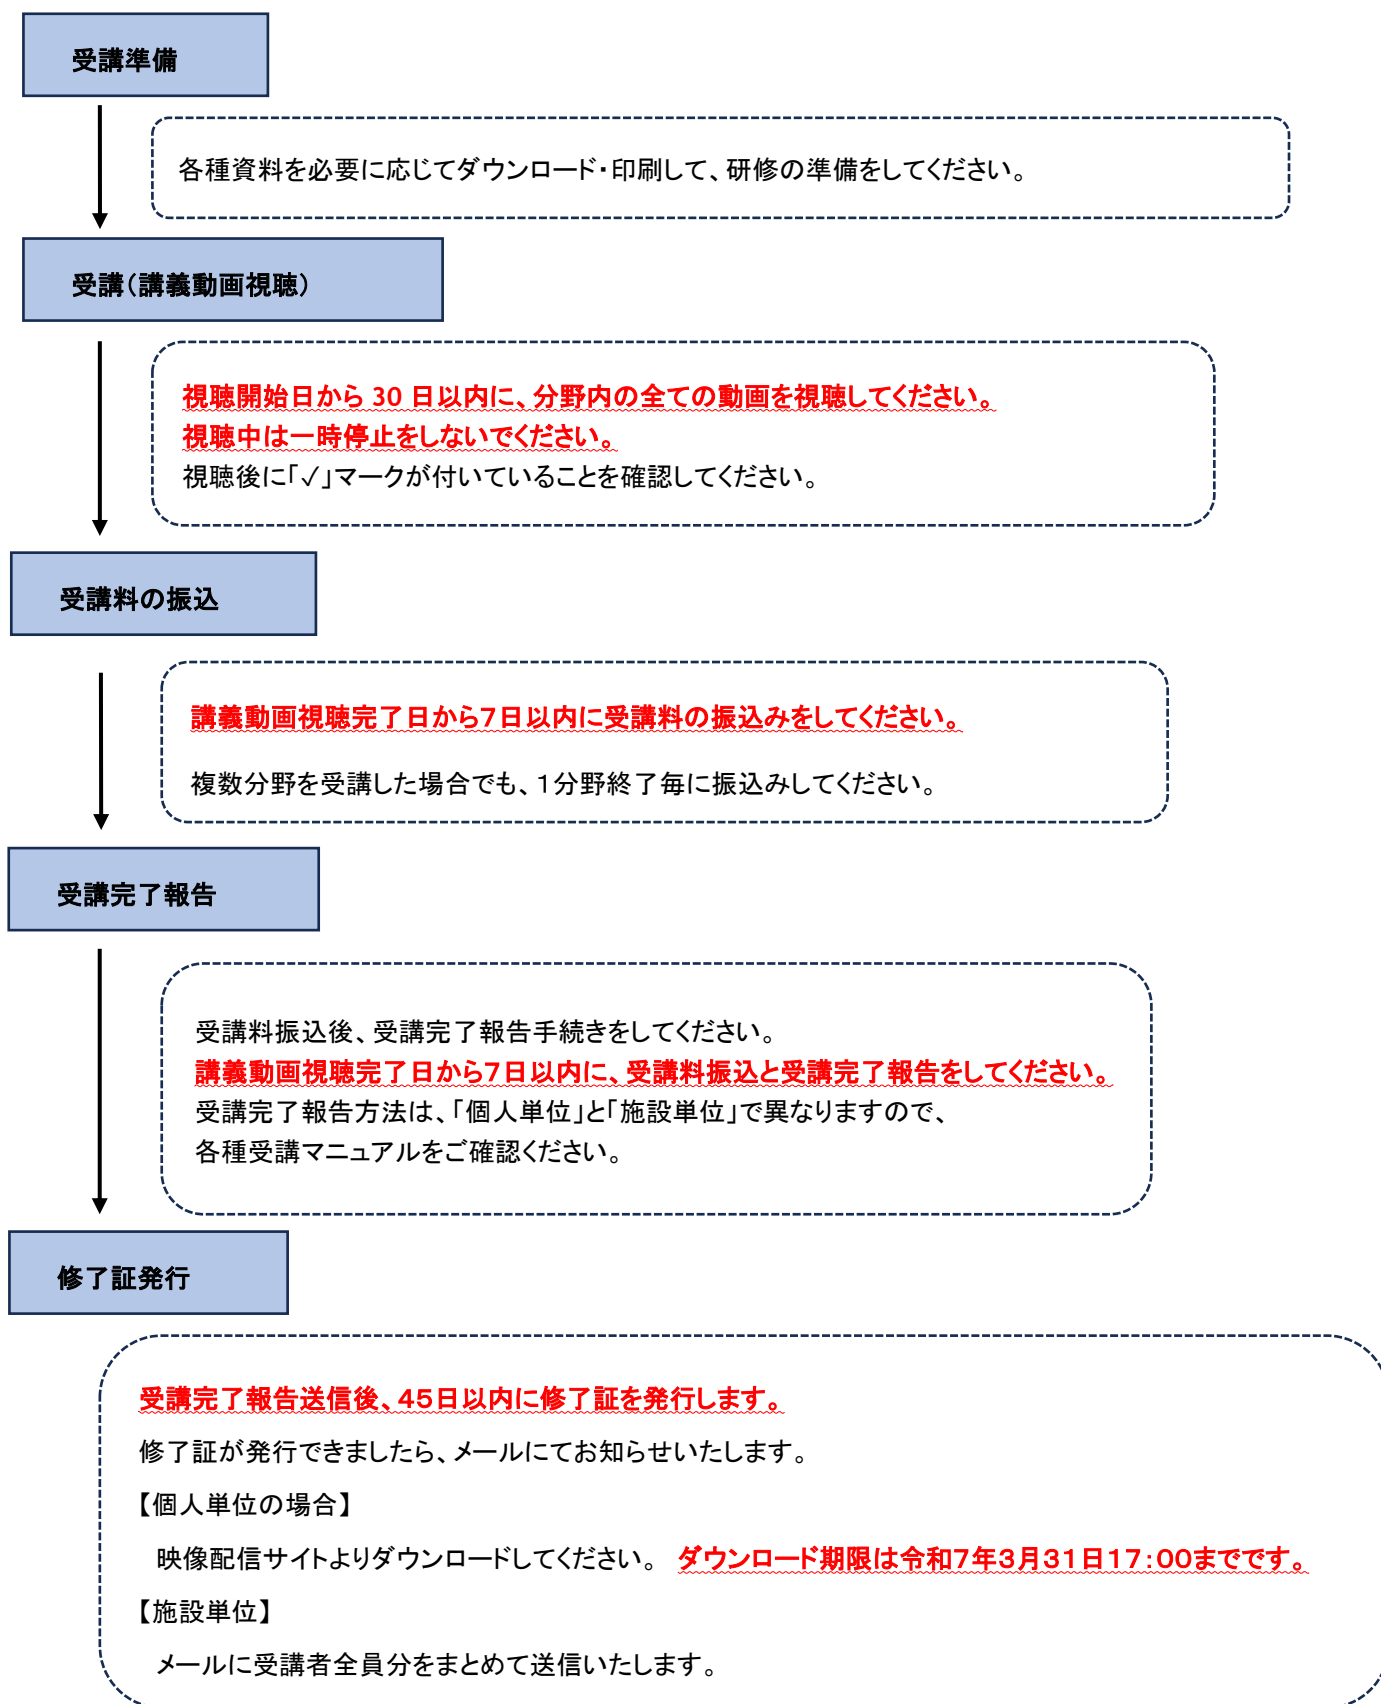 受講準備
各種資料を必要に応じてダウンロード・印刷して、研修の準備をしてください。
受講（講義動画視聴）
視聴開始日から 30 日以内に、分野内の全ての動画を視聴してください。
視聴中は一時停止をしないでください。
視聴後に「✓」マークが付いていることを確認してください。
受講料の振込
講義動画視聴完了日から７日以内に受講料の振込みをしてください。
複数分野を受講した場合でも、１分野終了毎に振込みしてください。
受講完了報告
受講料振込後、受講完了報告手続きをしてください。
講義動画視聴完了日から７日以内に、受講料振込と受講完了報告をしてください。
受講完了報告方法は、「個人単位」と「施設単位」で異なりますので、
各種受講マニュアルをご確認ください。
修了証発行
受講完了報告送信後、４５日以内に修了証を発行します。
修了証が発行できましたら、メールにてお知らせいたします。
【個人単位の場合】
映像配信サイトよりダウンロードしてください。 ダウンロード期限は令和７年３月３１日１７：００までです。
【施設単位】
メールに受講者全員分をまとめて送信いたします。